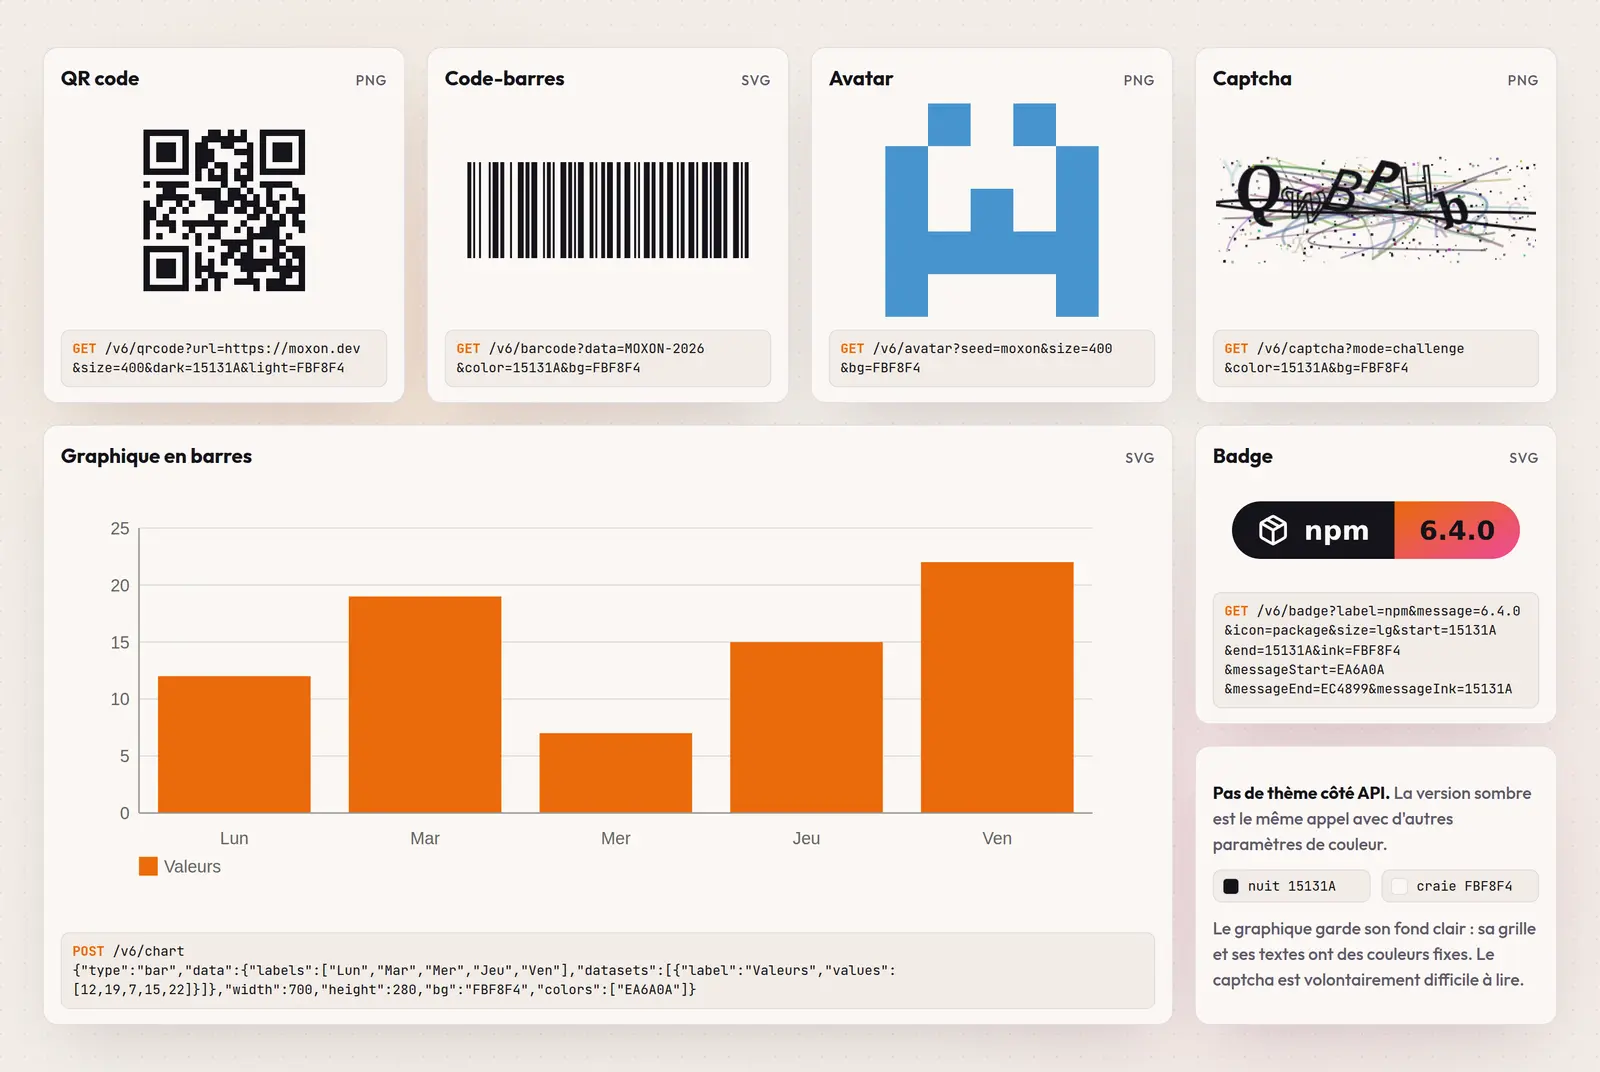 QR code
PNG
GET /v6/qrcode?url=https://moxon.dev
&size=400&dark=15131A&light=FBF8F4
Code-barres
SVG
GET /v6/barcode?data=MOXON-2026
&color=15131A&bg=FBF8F4
Avatar
PNG
GET /v6/avatar?seed=moxon&size=400
&bg=FBF8F4
Captcha
PNG
QwBPHb
GET /v6/captcha?mode=challenge
&color=15131A&bg=FBF8F4
Graphique en barres
SVG
25
20
15
10
5
0
Lun Mar Mer Jeu Ven
Valeurs
POST /v6/chart
{"type":"bar","data":{"labels":["Lun","Mar","Mer","Jeu","Ven"],"datasets":[{"label":"Valeurs","values":
[12,19,7,15,22]}]},"width":700,"height":280,"bg":"FBF8F4","colors":["EA6A0A"]}
Badge
SVG
npm 6.4.0
GET /v6/badge?label=npm&message=6.4.0
&icon=package&size=lg&start=15131A
&end=15131A&ink=FBF8F4
&messageStart=EA6A0A
&messageEnd=EC4899&messageInk=15131A
Pas de thème côté API. La version sombre
est le même appel avec d'autres
paramètres de couleur.
nuit 15131A
craie FBF8F4
Le graphique garde son fond clair : sa grille
et ses textes ont des couleurs fixes. Le
captcha est volontairement difficile à lire.